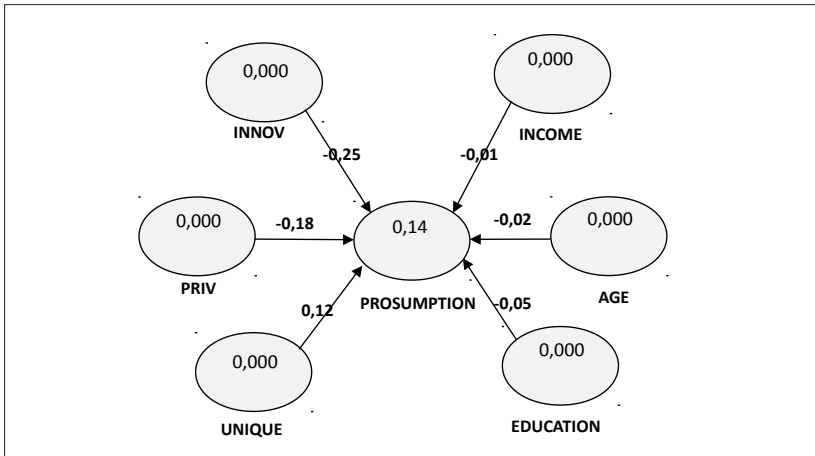 0,000
0,000
INNOV
INCOME
-0,25
-0,01
0,000
-0,18
0,14
-0,02
0,000
PRIV
PROSUMPTION
AGE
0,12
-0,05
0,000
0,000
UNIQUE
EDUCATION